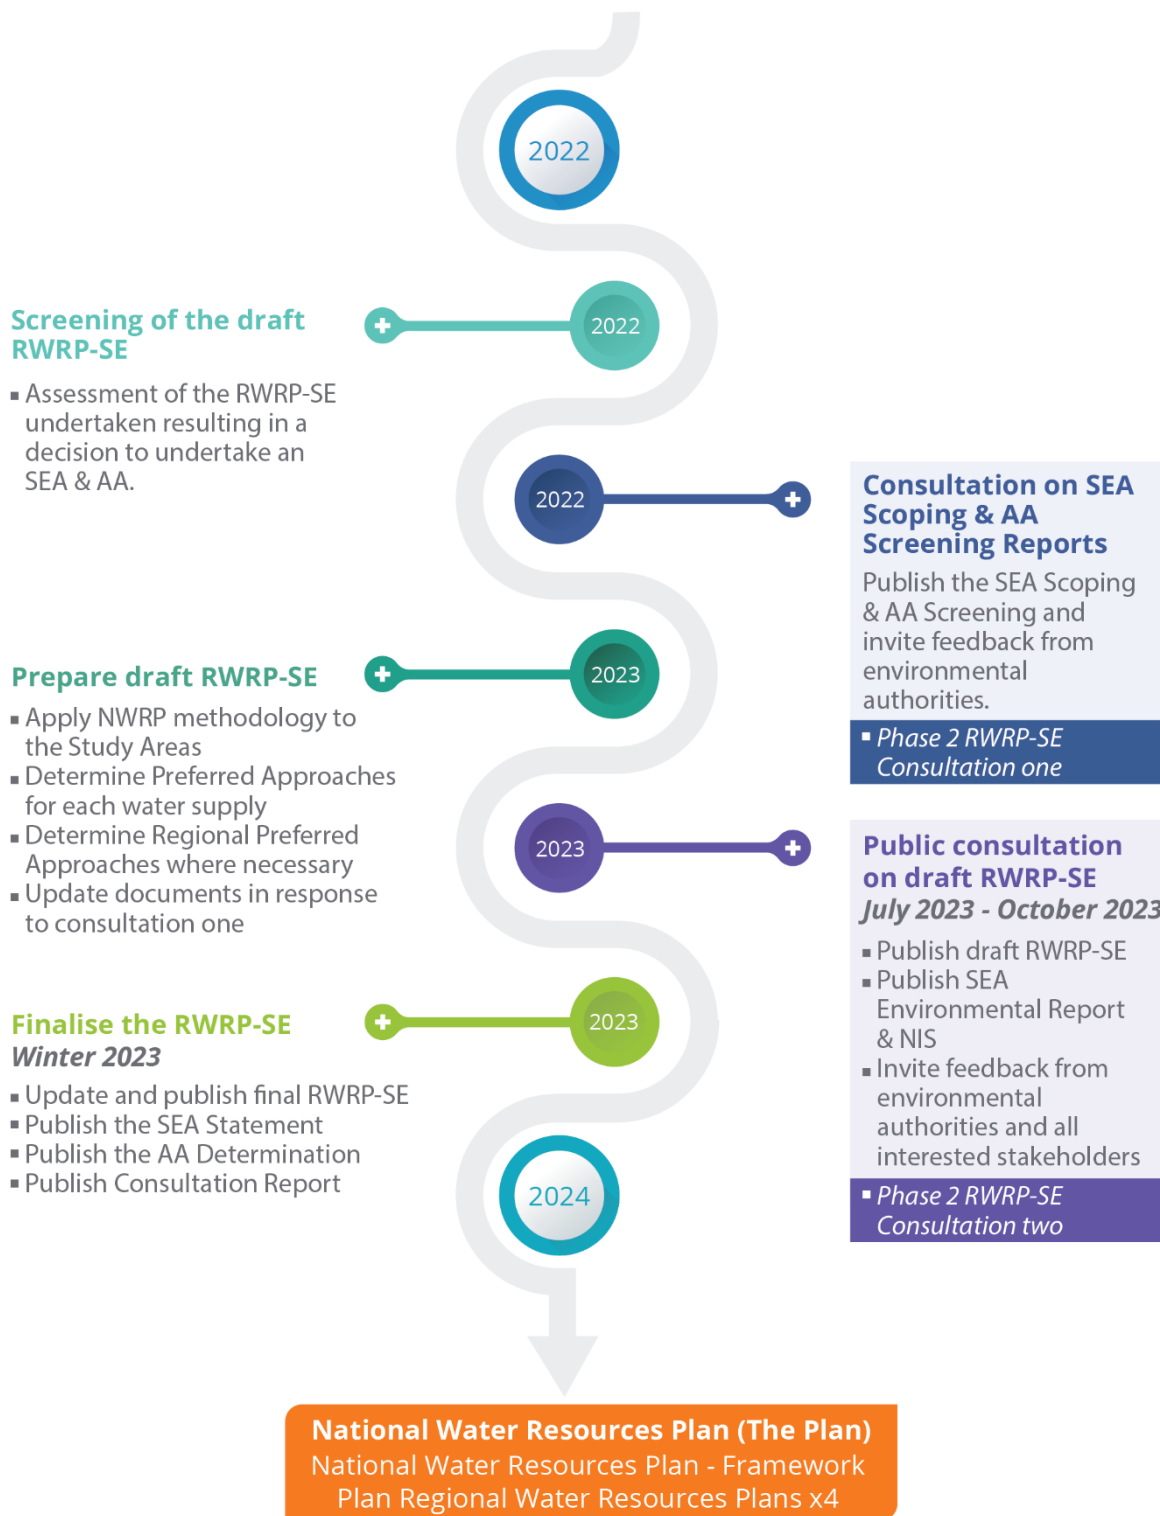 2022
2022
Screening of the draft
RWRP-SE
▪ Assessment of the RWRP-SE
undertaken resulting in a
decision to undertake an
SEA & AA.
2022
Consultation on SEA
Scoping & AA
Screening Reports
Publish the SEA Scoping
& AA Screening and
invite feedback from
environmental
authorities.
▪ Phase 2 RWRP-SE
Consultation one
2023
Prepare draft RWRP-SE
▪ Apply NWRP methodology to
the Study Areas
▪ Determine Preferred Approaches
for each water supply
▪ Determine Regional Preferred
Approaches where necessary
▪ Update documents in response
to consultation one
2023
Public consultation
on draft RWRP-SE
July 2023 - October 2023
▪ Publish draft RWRP-SE
▪ Publish SEA
Environmental Report
& NIS
▪ Invite feedback from
environmental
authorities and all
interested stakeholders
▪ Phase 2 RWRP-SE
Consultation two
2023
Finalise the RWRP-SE
Winter 2023
▪ Update and publish final RWRP-SE
▪ Publish the SEA Statement
▪ Publish the AA Determination
▪ Publish Consultation Report
2024
National Water Resources Plan (The Plan)
National Water Resources Plan - Framework
Plan Regional Water Resources Plans x4